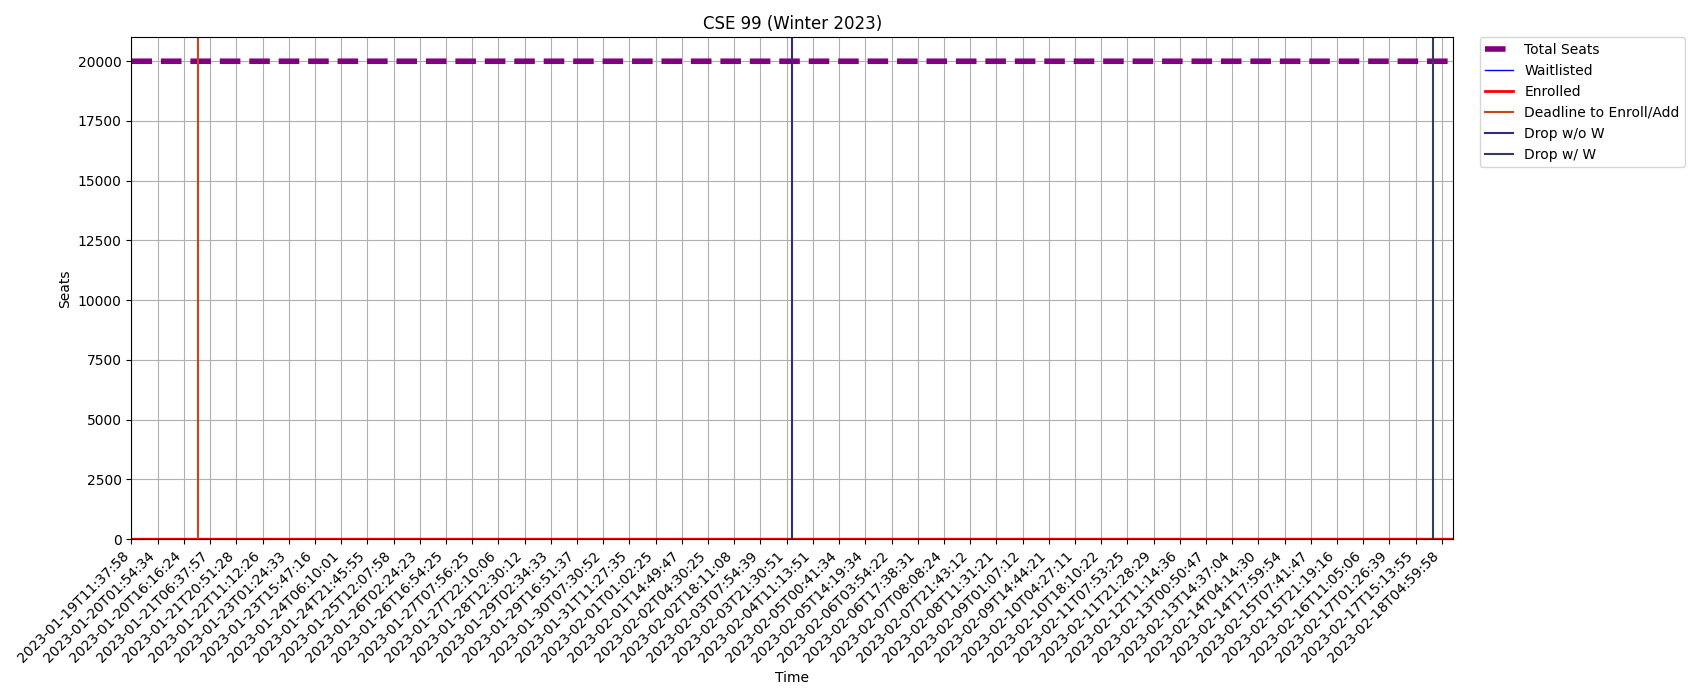 CSE 99 (Winter 2023)
Total Seats
Waitlisted
Enrolled
Deadline to Enroll/Add
Drop w/o W
Drop w/ W
20000
17500
15000
12500
10000
7500
5000
2500
0
Seats
2023-01-19T11:37:58
2023-01-20T01:54:34
2023-01-20T16:16:24
2023-01-21T06:37:57
2023-01-21T20:51:28
2023-01-22T11:12:26
2023-01-23T01:24:33
2023-01-23T15:47:16
2023-01-24T06:10:01
2023-01-24T21:45:55
2023-01-25T12:07:58
2023-01-26T02:24:23
2023-01-26T16:54:25
2023-01-27T07:56:25
2023-01-27T22:10:06
2023-01-28T12:30:12
2023-01-29T02:34:33
2023-01-29T16:51:37
2023-01-30T07:30:52
2023-01-31T11:27:35
2023-02-01T01:02:25
2023-02-01T14:49:47
2023-02-02T04:30:25
2023-02-02T18:11:08
2023-02-03T07:54:39
2023-02-03T21:30:51
2023-02-04T11:13:51
2023-02-05T00:41:34
2023-02-05T14:19:34
2023-02-06T03:54:22
2023-02-06T17:38:31
2023-02-07T08:08:24
2023-02-07T21:43:12
2023-02-08T11:31:21
2023-02-09T01:07:12
2023-02-09T14:44:21
2023-02-10T04:27:11
2023-02-10T18:10:22
2023-02-11T07:53:25
2023-02-11T21:28:29
2023-02-12T11:14:36
2023-02-13T00:50:47
2023-02-13T14:37:04
2023-02-14T04:14:30
2023-02-14T17:59:54
2023-02-15T07:41:47
2023-02-15T21:19:16
2023-02-16T11:05:06
2023-02-17T01:26:39
2023-02-17T15:13:55
2023-02-18T04:59:58
Time